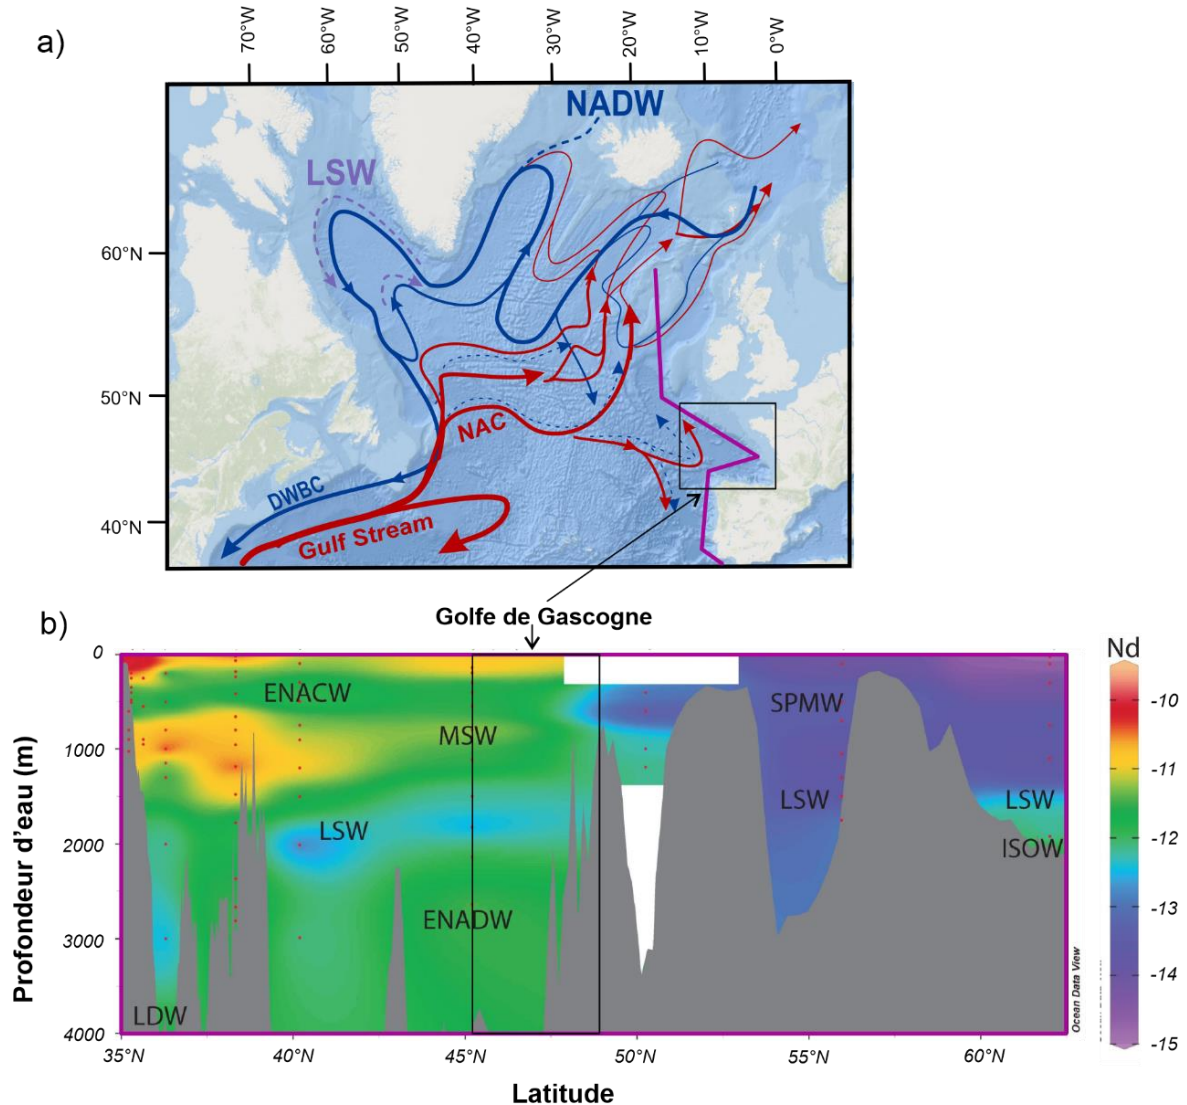 a)
70°W
60°W
50°W
40°W
30°W
20°W
10°W
0°W
NADW
LSW
60°N
50°N
NAC
DWBC
40°N
Gulf Stream
Golfe de Gascogne
b)
Nd
0
1000
2000
3000
4000
Profondeur d'eau (m)
ENACW
MSW
SPMW
LSW
LSW
LSW
ISOW
ENADW
LDW
-10
-11
-12
-13
-14
-15
Ocean Data View
35°N
40°N
45°N
50°N
55°N
60°N
Latitude